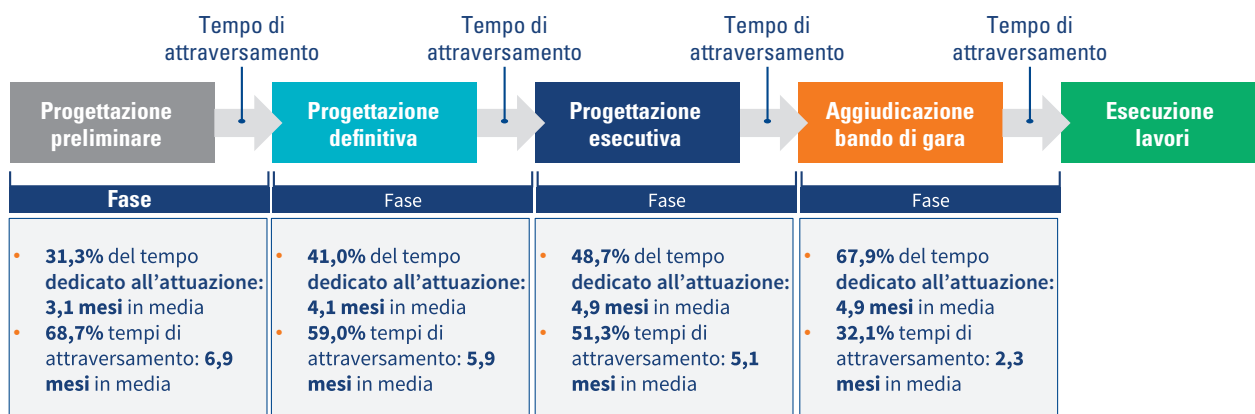 Tempo di
attraversamento
Tempo di
attraversamento
Tempo di
attraversamento
Tempo di
attraversamento
Progettazione
preliminare
Progettazione
definitiva
Progettazione
esecutiva
Aggiudicazione
bando di gara
Esecuzione
lavori
Fase
Fase
Fase
Fase
• 31,3% del tempo
dedicato all’attuazione:
3,1 mesi in media
• 68,7% tempi di
attraversamento: 6,9
mesi in media
• 41,0% del tempo
dedicato all’attuazione:
4,1 mesi in media
• 59,0% tempi di
attraversamento: 5,9
mesi in media
• 48,7% del tempo
dedicato all’attuazione:
4,9 mesi in media
• 51,3% tempi di
attraversamento: 5,1
mesi in media
• 67,9% del tempo
dedicato all’attuazione:
4,9 mesi in media
• 32,1% tempi di
attraversamento: 2,3
mesi in media